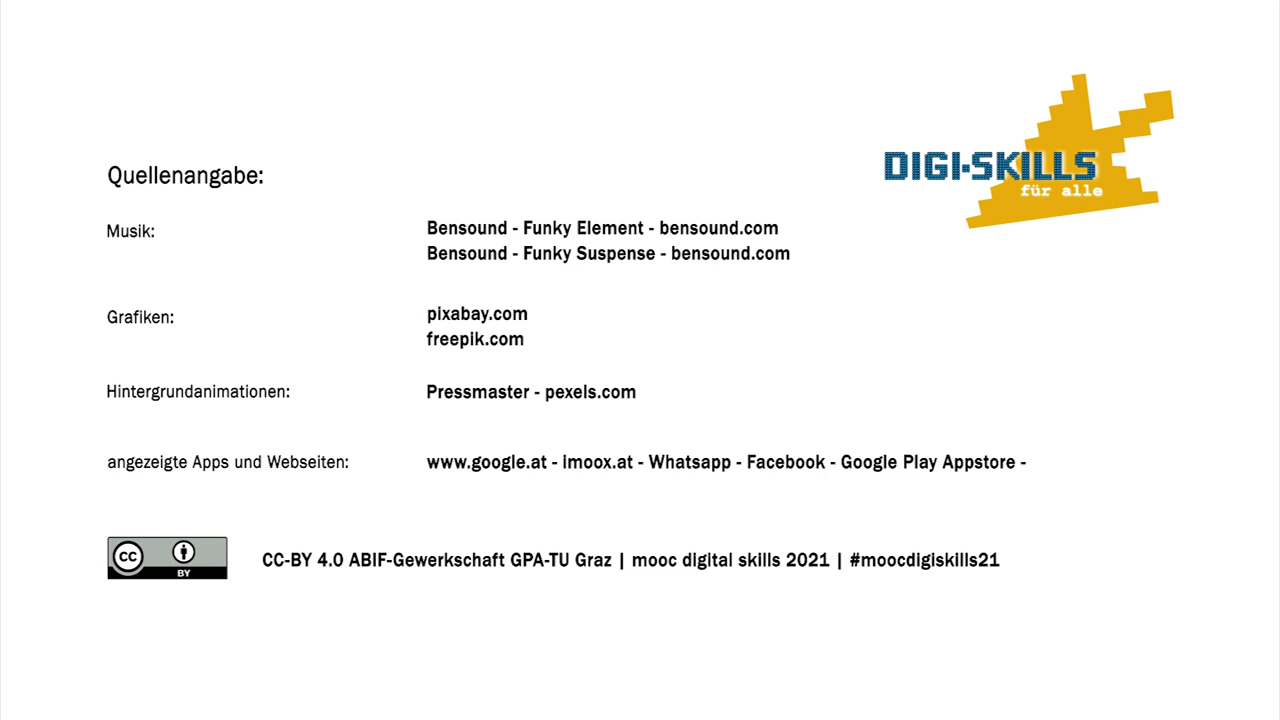 DIGI-SKILLS
für alle
Quellenangabe:
Musik:
Bensound - Funky Element - bensound.com
Bensound - Funky Suspense - bensound.com
Grafiken:
pixabay.com
freepik.com
Hintergrundanimationen:
Pressmaster - pexels.com
angezeigte Apps und Webseiten:
www.google.at - imoox.at - Whatsapp - Facebook - Google Play Appstore -
CC
BY
CC-BY 4.0 ABIF-Gewerkschaft GPA-TU Graz | mooc digital skills 2021 | #moocdigiskills21